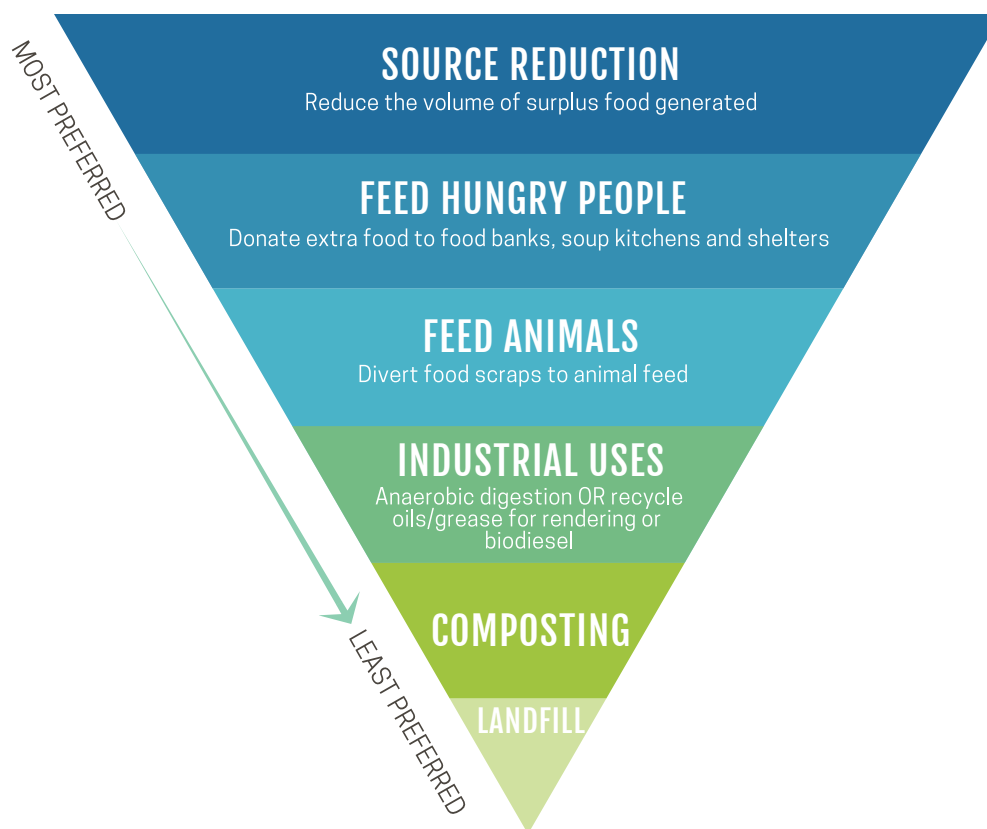 MOST PREFERRED
SOURCE REDUCTION
Reduce the volume of surplus food generated
FEED HUNGRY PEOPLE
Donate extra food to food banks, soup kitchens and shelters
FEED ANIMALS
Divert food scraps to animal feed
INDUSTRIAL USES
Anaerobic digestion OR recycle
oils/grease for rendering or
biodiesel
COMPOSTING
LANDFILL
LEAST PREFERRED